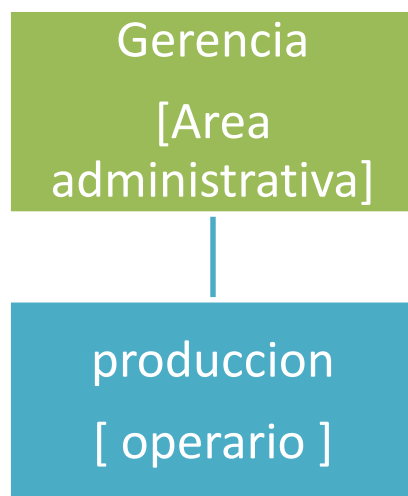 Gerencia
[Area
administrativa]
produccion
[ operario ]